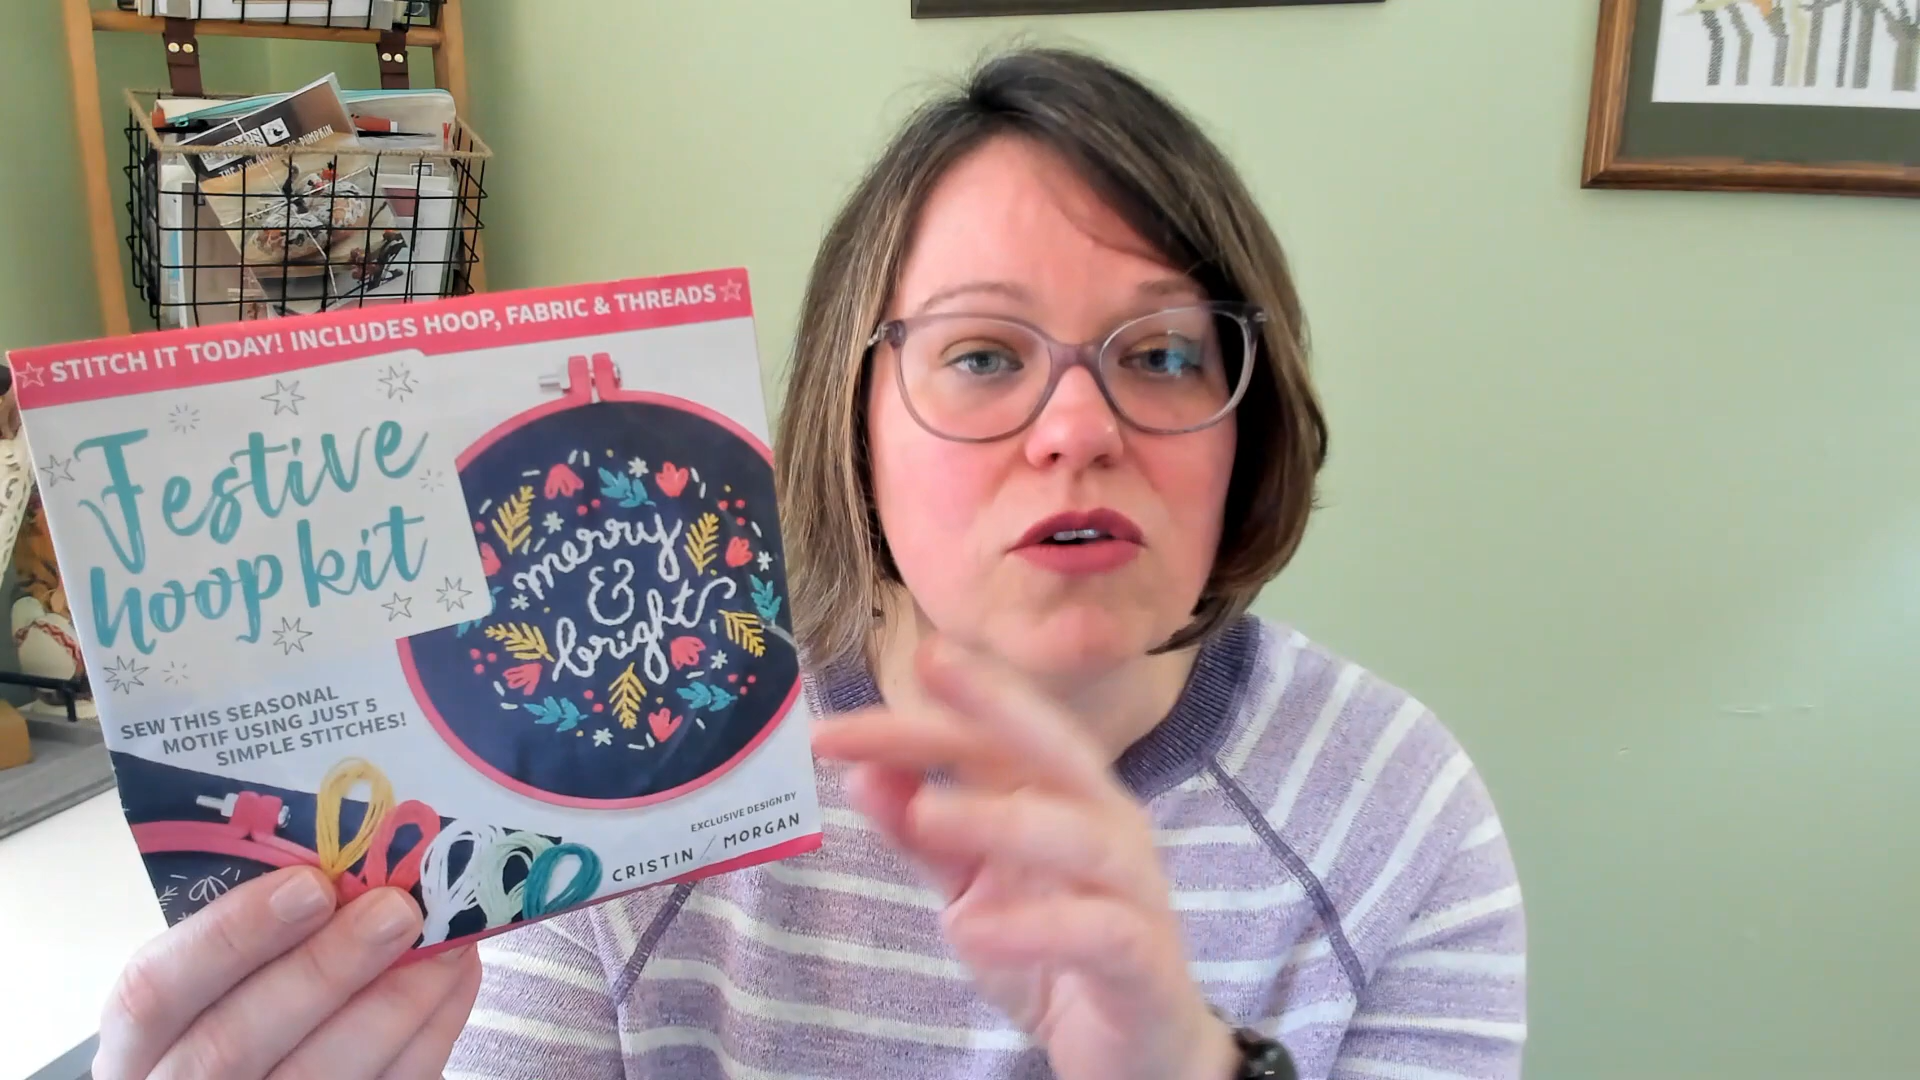 PUMPKIN
STITCH IT TODAY! INCLUDES HOOP, FABRIC & THREADS
Festive
hoop kit
merry
&
bright
SEW THIS SEASONAL
MOTIF USING JUST 5
SIMPLE STITCHES!
EXCLUSIVE DESIGN BY
CRISTIN MORGAN